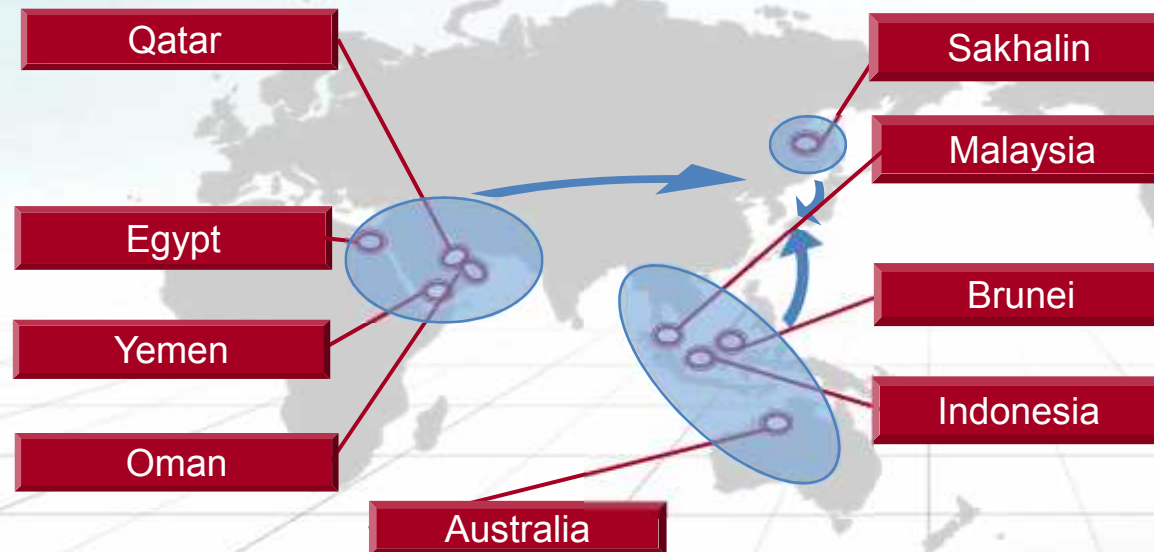 Qatar
Sakhalin
Malaysia
Egypt
Brunei
Yemen
Indonesia
Oman
Australia